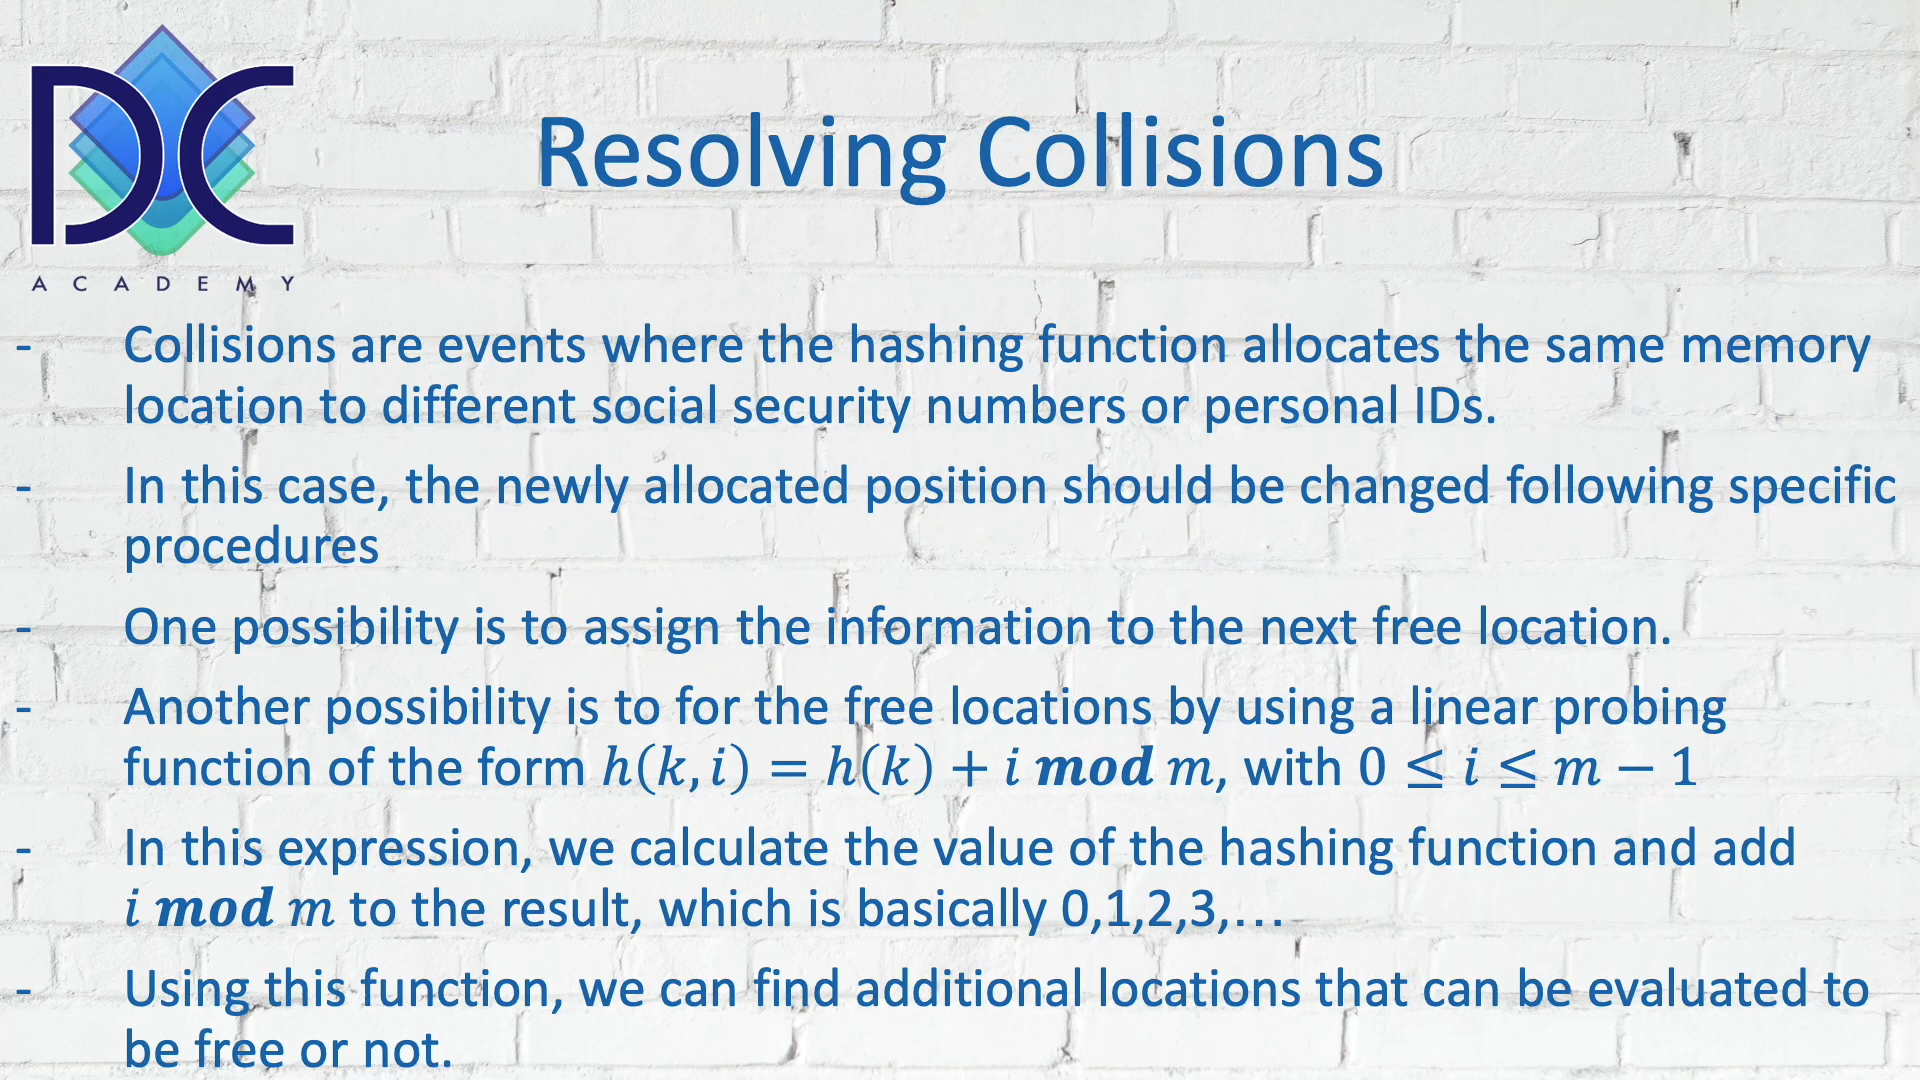 DC
ACADEMY
Resolving Collisions
- Collisions are events where the hashing function allocates the same memory
location to different social security numbers or personal IDs.
- In this case, the newly allocated position should be changed following specific
procedures
- One possibility is to assign the information to the next free location.
- Another possibility is to for the free locations by using a linear probing
function of the form h(k, i) = h(k) + i mod m, with 0 ≤ i ≤ m − 1
- In this expression, we calculate the value of the hashing function and add
i mod m to the result, which is basically 0,1,2,3,…
- Using this function, we can find additional locations that can be evaluated to
be free or not.